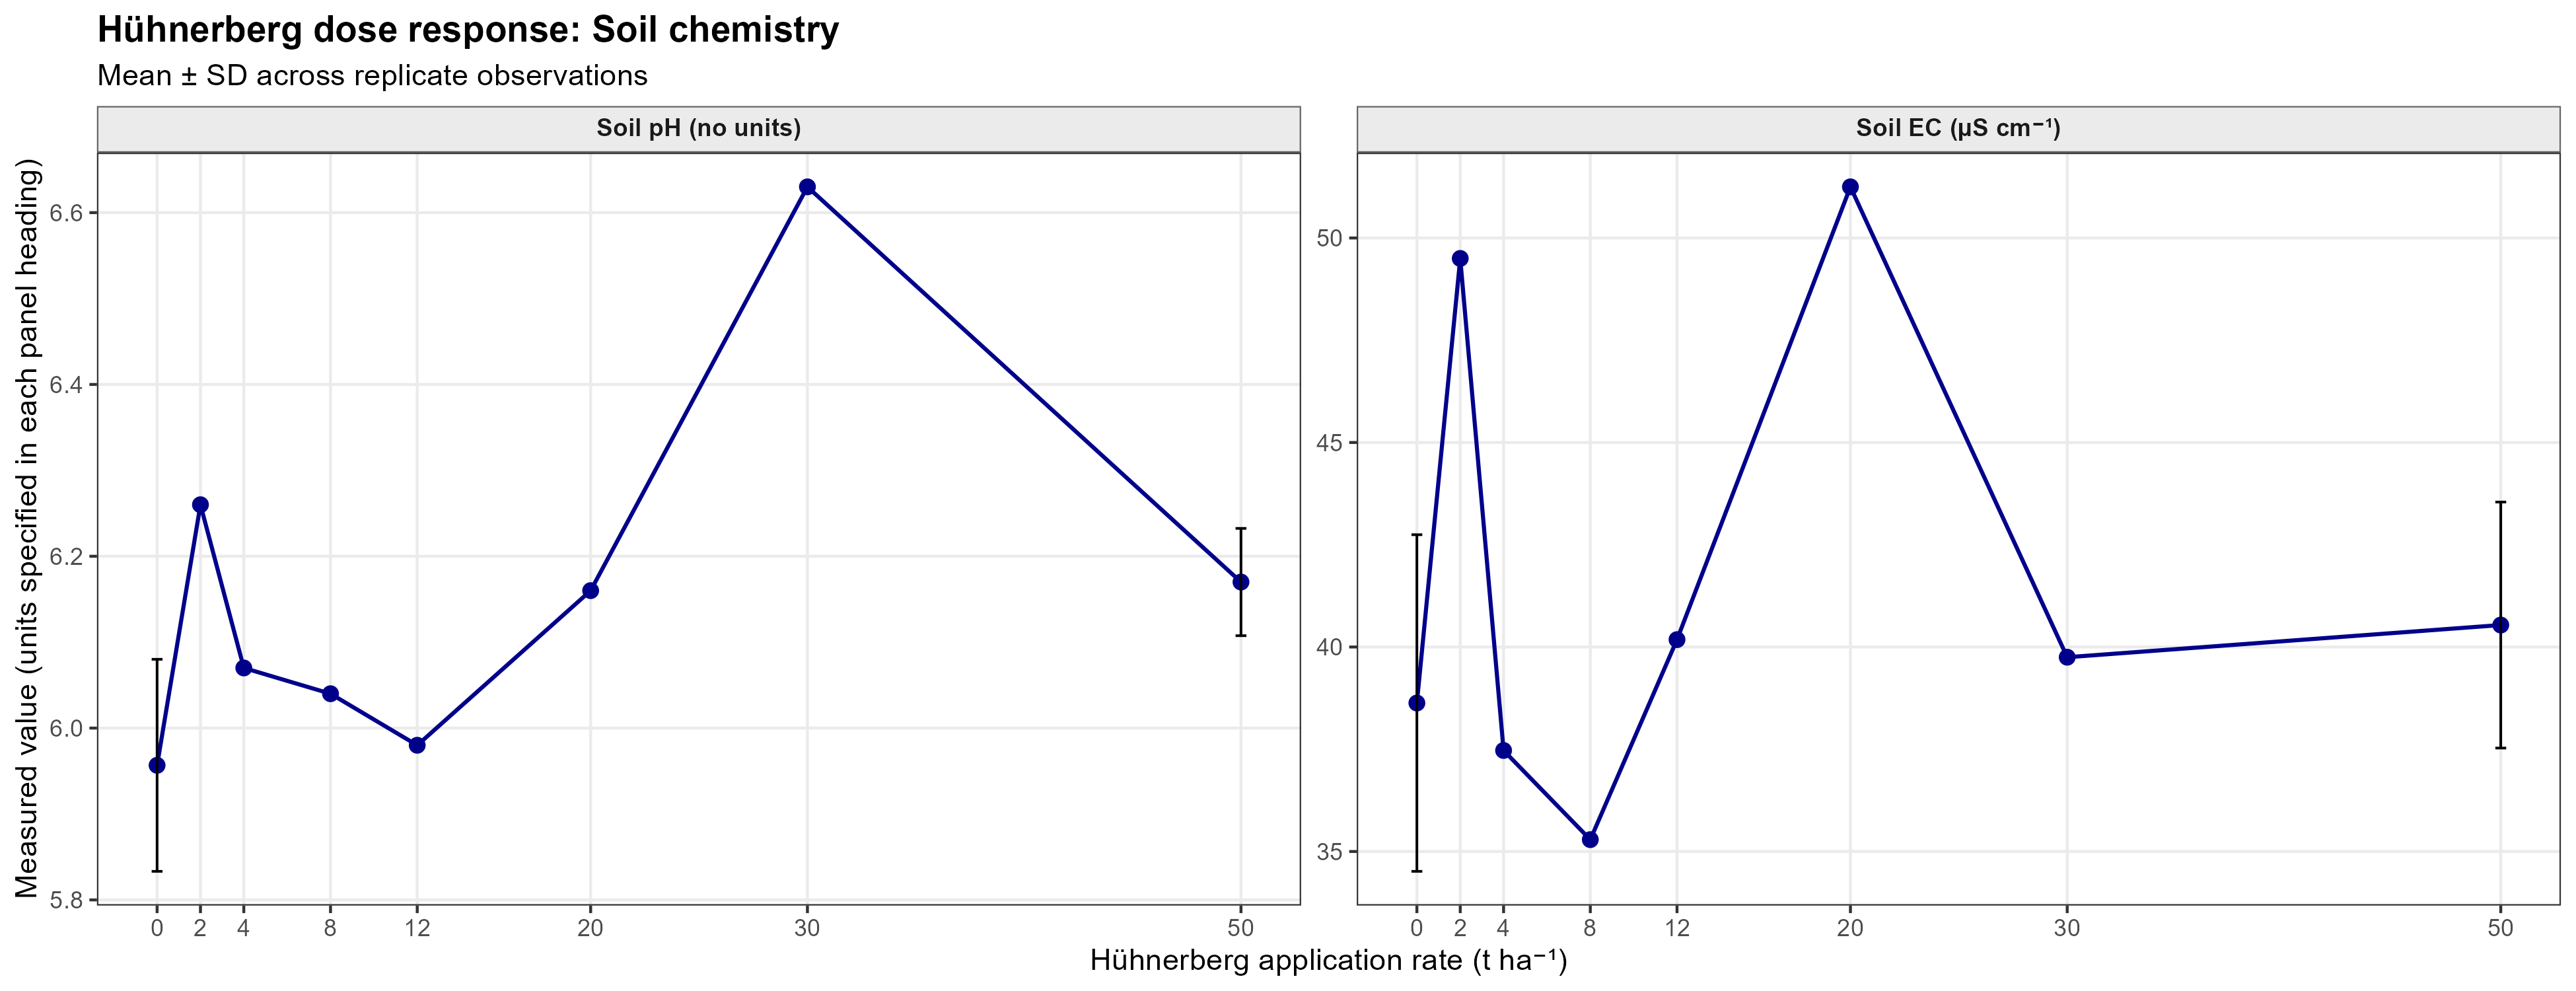 Hühnerberg dose response: Soil chemistry
Mean ± SD across replicate observations
Soil pH (no units)
Soil EC (µS cm⁻¹)
Measured value (units specified in each panel heading)
6.6
6.4
6.2
6.0
5.8
50
45
40
35
0 2 4 8 12 20 30 50
0 2 4 8 12 20 30 50
Hühnerberg application rate (t ha⁻¹)